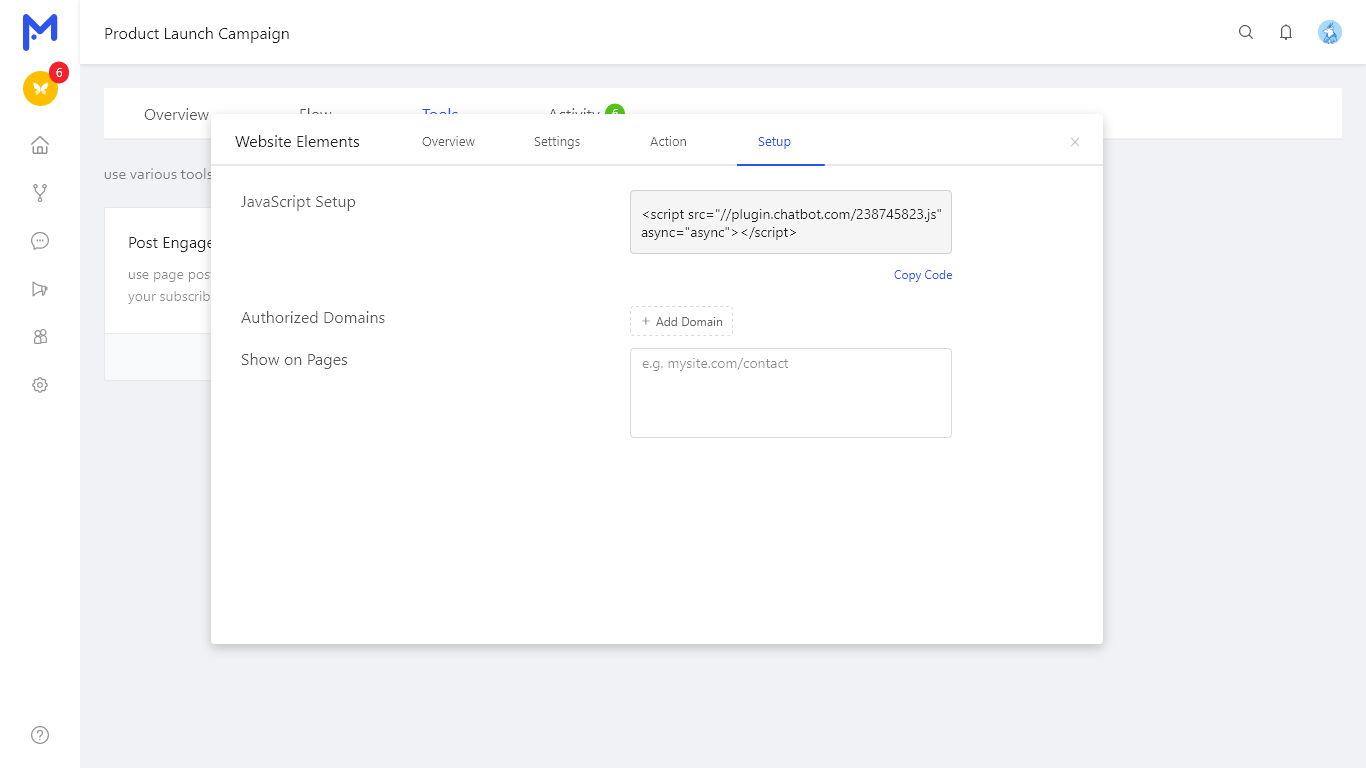 Product Launch Campaign
6
Overview
Flow
Tools
Activity
6
Website Elements
Overview
Settings
Action
Setup
use various tools
JavaScript Setup
<script src="//plugin.chatbot.com/238745823.js"
async="async"></script>
Copy Code
Post Engage
use page pos
your subscrib
Authorized Domains
+ Add Domain
Show on Pages
e.g. mysite.com/contact